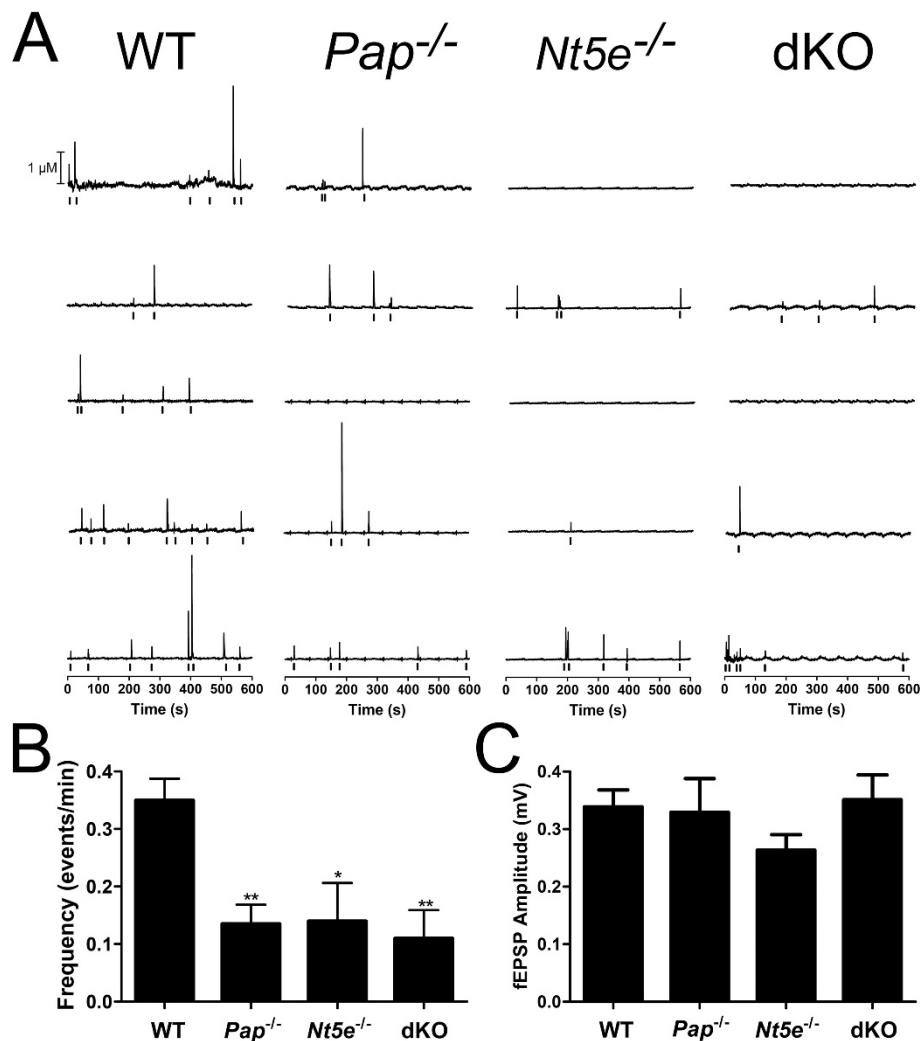 A
WT Pap-/- Nt5e-/- dKO
1 μM
0 100 200 300 400 500 600 0 100 200 300 400 500 600 0 100 200 300 400 500 600 0 100 200 300 400 500 600
Time (s) Time (s) Time (s) Time (s)
B
Frequency (events/min)
0.4
0.3
0.2
0.1
0.0
** * **
WT Pap-/- Nt5e-/- dKO
C
fEPSP Amplitude (mV)
0.4
0.3
0.2
0.1
0.0
WT Pap-/- Nt5e-/- dKO